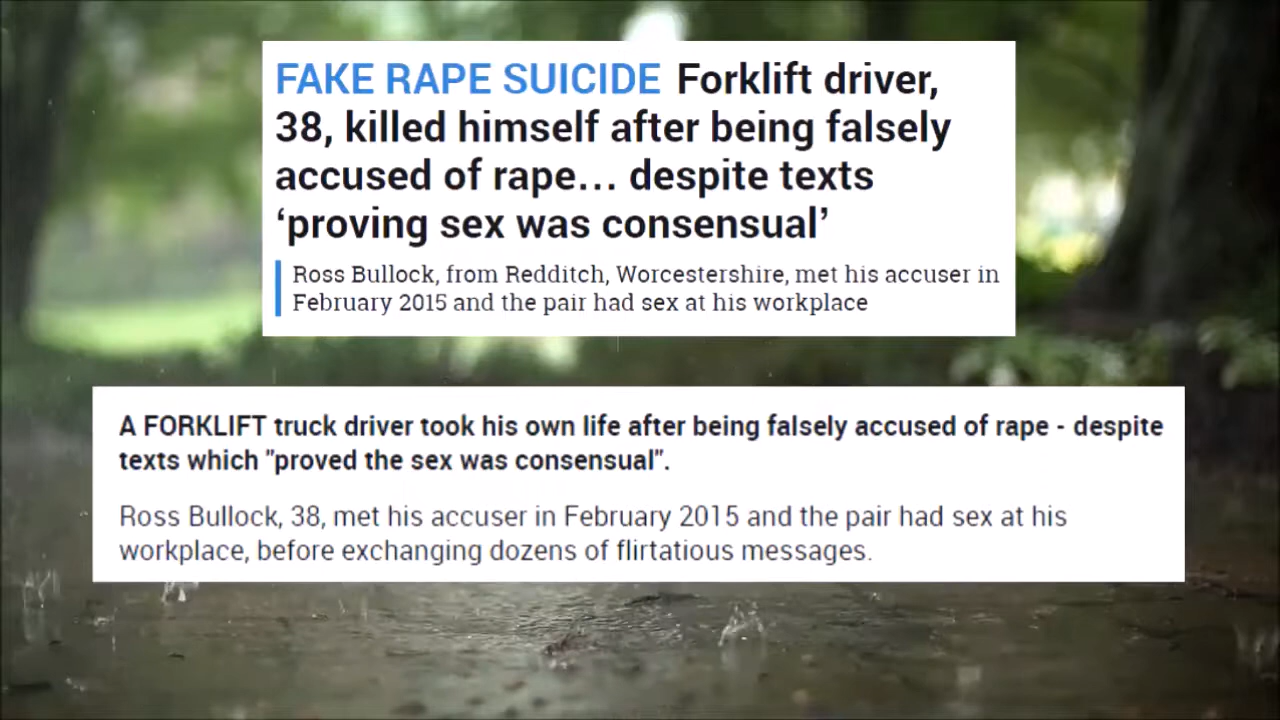 FAKE RAPE SUICIDE Forklift driver,
38, killed himself after being falsely
accused of rape… despite texts
‘proving sex was consensual’
Ross Bullock, from Redditch, Worcestershire, met his accuser in
February 2015 and the pair had sex at his workplace
A FORKLIFT truck driver took his own life after being falsely accused of rape - despite
texts which "proved the sex was consensual".
Ross Bullock, 38, met his accuser in February 2015 and the pair had sex at his
workplace, before exchanging dozens of flirtatious messages.